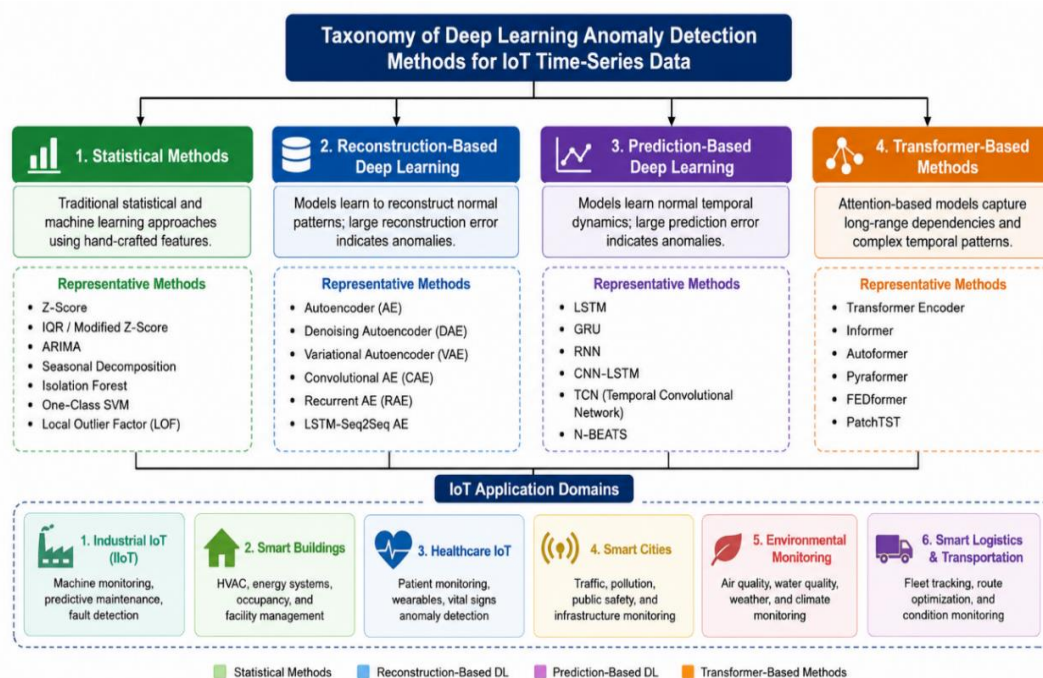 Taxonomy of Deep Learning Anomaly Detection
Methods for IoT Time-Series Data
1. Statistical Methods
Traditional statistical and
machine learning approaches
using hand-crafted features.
Representative Methods
• Z-Score
• IQR / Modified Z-Score
• ARIMA
• Seasonal Decomposition
• Isolation Forest
• One-Class SVM
• Local Outlier Factor (LOF)
2. Reconstruction-Based
Deep Learning
Models learn to reconstruct normal
patterns; large reconstruction error
indicates anomalies.
Representative Methods
• Autoencoder (AE)
• Denoising Autoencoder (DAE)
• Variational Autoencoder (VAE)
• Convolutional AE (CAE)
• Recurrent AE (RAE)
• LSTM-Seq2Seq AE
3. Prediction-Based
Deep Learning
Models learn normal temporal
dynamics; large prediction error
indicates anomalies.
Representative Methods
• LSTM
• GRU
• RNN
• CNN-LSTM
• TCN (Temporal Convolutional
Network)
• N-BEATS
4. Transformer-Based
Methods
Attention-based models capture
long-range dependencies and
complex temporal patterns.
Representative Methods
• Transformer Encoder
• Informer
• Autoformer
• Pyraformer
• FEDformer
• PatchTST
IoT Application Domains
1. Industrial IoT
(IIoT)
Machine monitoring,
predictive maintenance,
fault detection
2. Smart Buildings
HVAC, energy systems,
occupancy, and
facility management
3. Healthcare IoT
Patient monitoring,
wearables, vital signs
anomaly detection
4. Smart Cities
Traffic, pollution,
public safety, and
infrastructure monitoring
5. Environmental
Monitoring
Air quality, water quality,
weather, and climate
monitoring
6. Smart Logistics
& Transportation
Fleet tracking, route
optimization, and
condition monitoring
Statistical Methods
Reconstruction-Based DL
Prediction-Based DL
Transformer-Based Methods